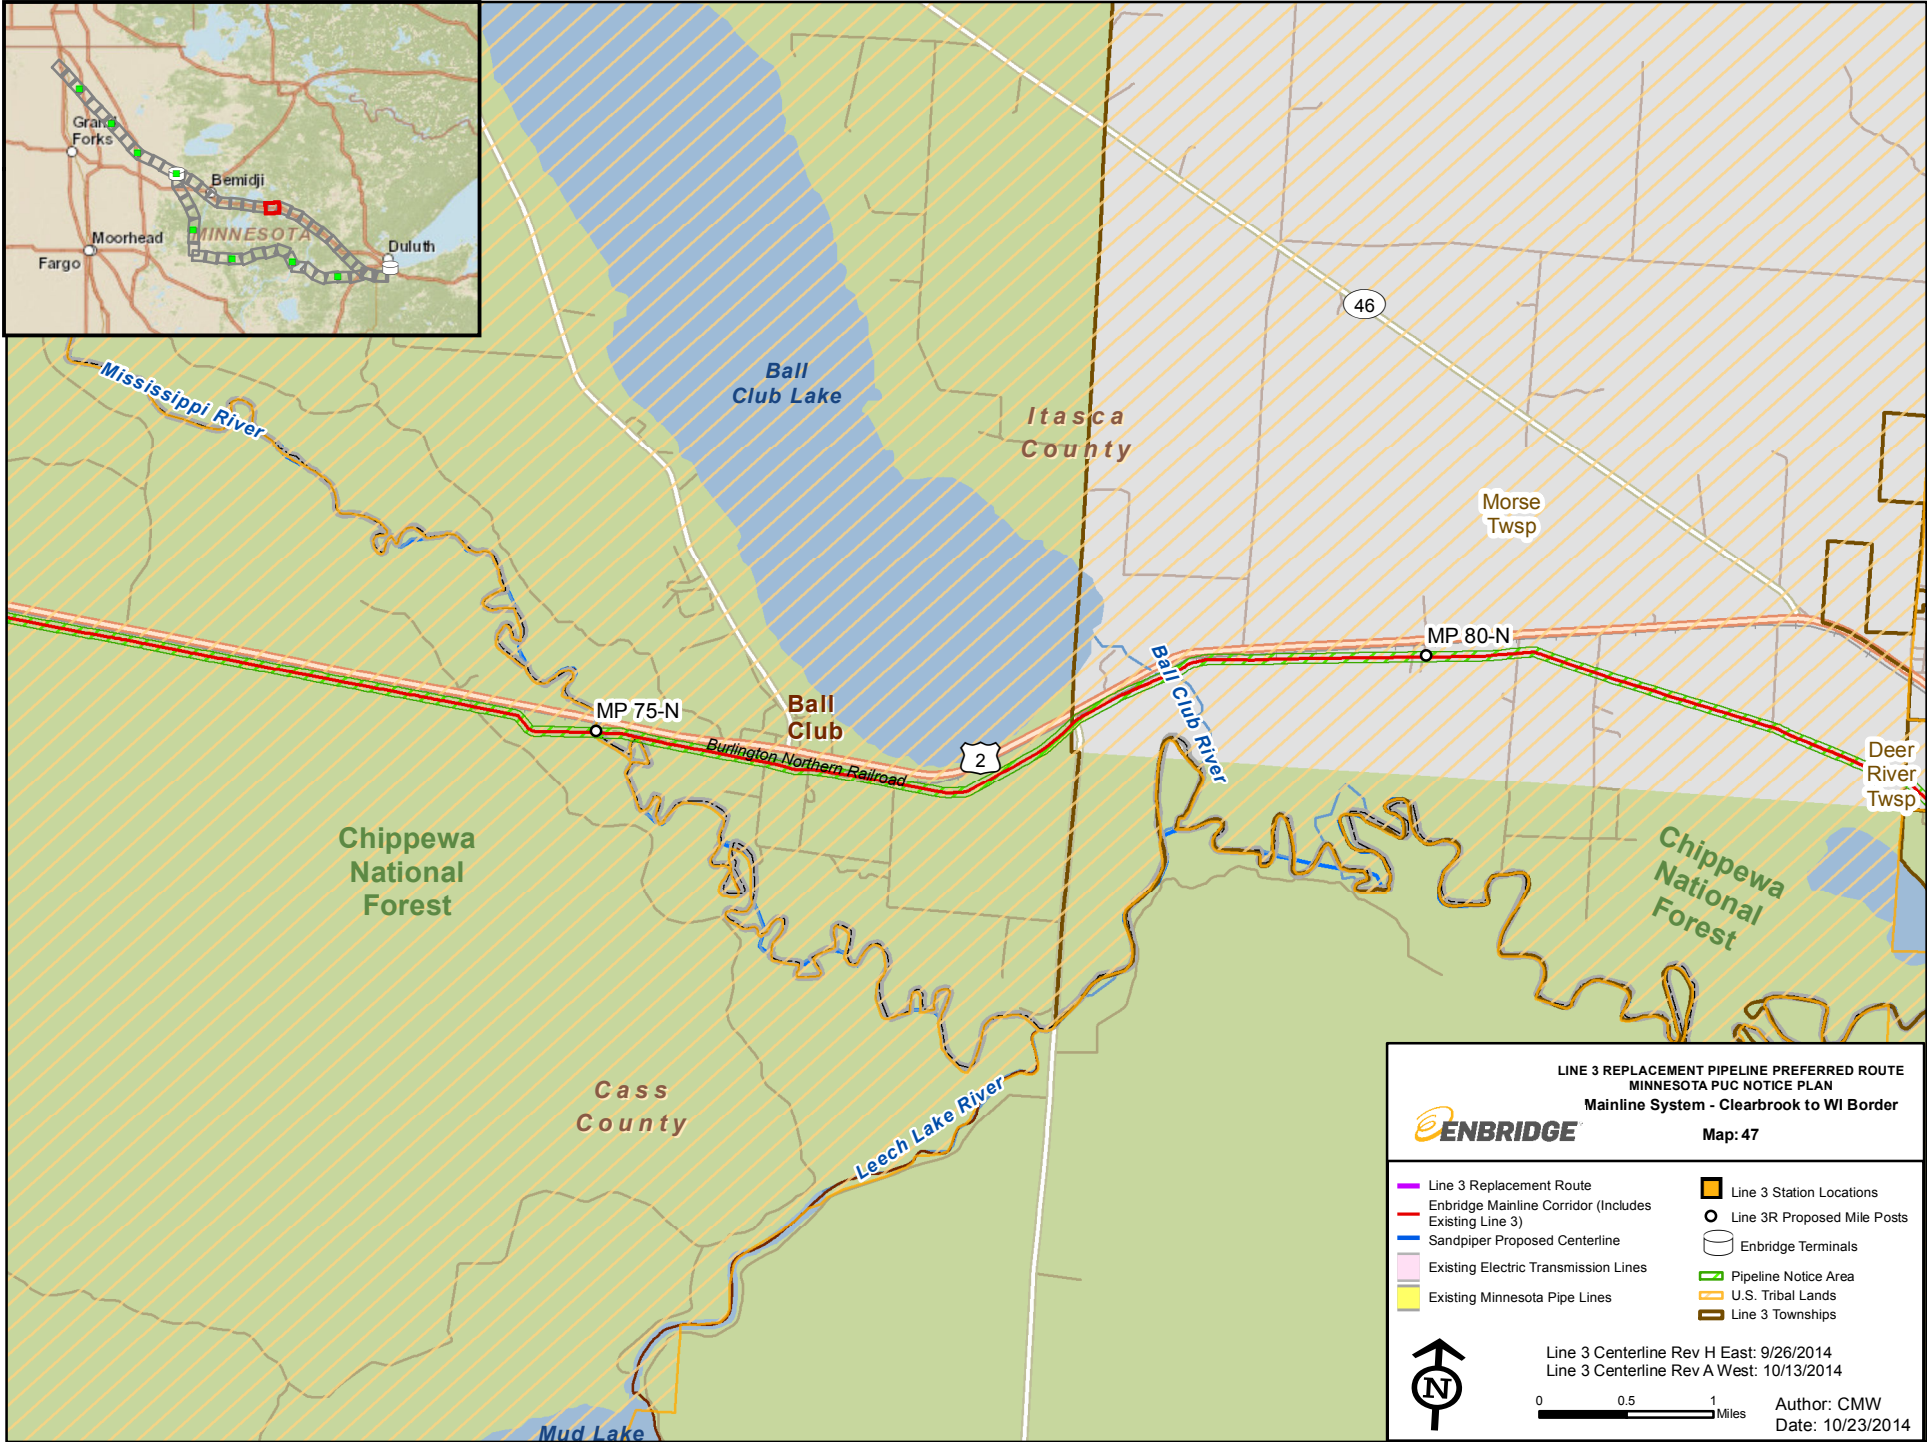 Grand
Forks
Bemidji
MINNESOTA
Moorhead
Fargo
Duluth
46
Mississippi River
Ball
Club Lake
Itasca
County
Morse
Twsp
MP 80-N
MP 75-N
Ball
Club
Burlington Northern Railroad
2
Ball Club River
Deer
River
Twsp
Chippewa
National
Forest
Chippewa
National
Forest
Cass
County
Leech Lake River
Mud Lake
LINE 3 REPLACEMENT PIPELINE PREFERRED ROUTE
MINNESOTA PUC NOTICE PLAN
Mainline System - Clearbrook to WI Border
ENBRIDGE
Map: 47
Line 3 Replacement Route
Enbridge Mainline Corridor (Includes
Existing Line 3)
Sandpiper Proposed Centerline
Existing Electric Transmission Lines
Existing Minnesota Pipe Lines
Line 3 Station Locations
Line 3R Proposed Mile Posts
Enbridge Terminals
Pipeline Notice Area
U.S. Tribal Lands
Line 3 Townships
N
Line 3 Centerline Rev H East: 9/26/2014
Line 3 Centerline Rev A West: 10/13/2014
0 0.5 1
Miles
Author: CMW
Date: 10/23/2014